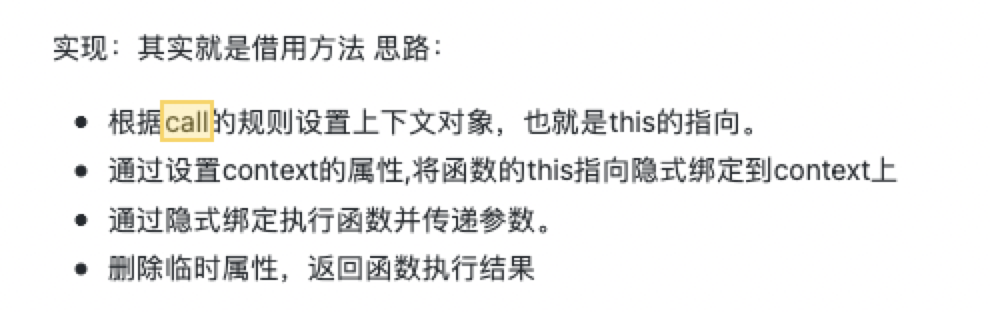 实现：其实就是借用方法 思路：
根据call的规则设置上下文对象，也就是this的指向。
通过设置context的属性,将函数的this指向隐式绑定到context上
通过隐式绑定执行函数并传递参数。
删除临时属性，返回函数执行结果